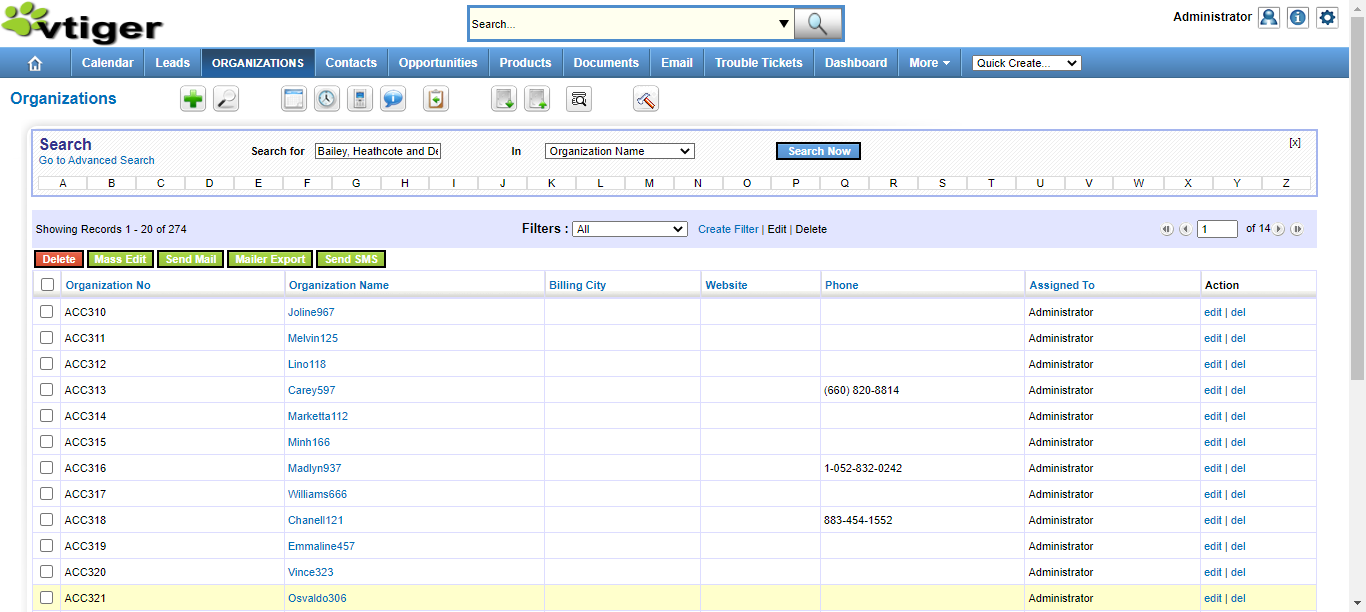 vtiger
Search...
Administrator
Calendar Leads ORGANIZATIONS Contacts Opportunities Products Documents Email Trouble Tickets Dashboard More Quick Create...
Organizations
Search
Go to Advanced Search
Search for Bailey, Heathcote and De In Organization Name Search Now [x]
A B C D E F G H I J K L M N O P Q R S T U V W X Y Z
Showing Records 1 - 20 of 274 Filters : All Create Filter | Edit | Delete 1 of 14
Delete Mass Edit Send Mail Mailer Export Send SMS
Organization No Organization Name Billing City Website Phone Assigned To Action
ACC310 Joline967 Administrator edit | del
ACC311 Melvin125 Administrator edit | del
ACC312 Lino118 Administrator edit | del
ACC313 Carey597 (660) 820-8814 Administrator edit | del
ACC314 Marketta112 Administrator edit | del
ACC315 Minh166 Administrator edit | del
ACC316 Madlyn937 1-052-832-0242 Administrator edit | del
ACC317 Williams666 Administrator edit | del
ACC318 Chanell121 883-454-1552 Administrator edit | del
ACC319 Emmaline457 Administrator edit | del
ACC320 Vince323 Administrator edit | del
ACC321 Osvaldo306 Administrator edit | del